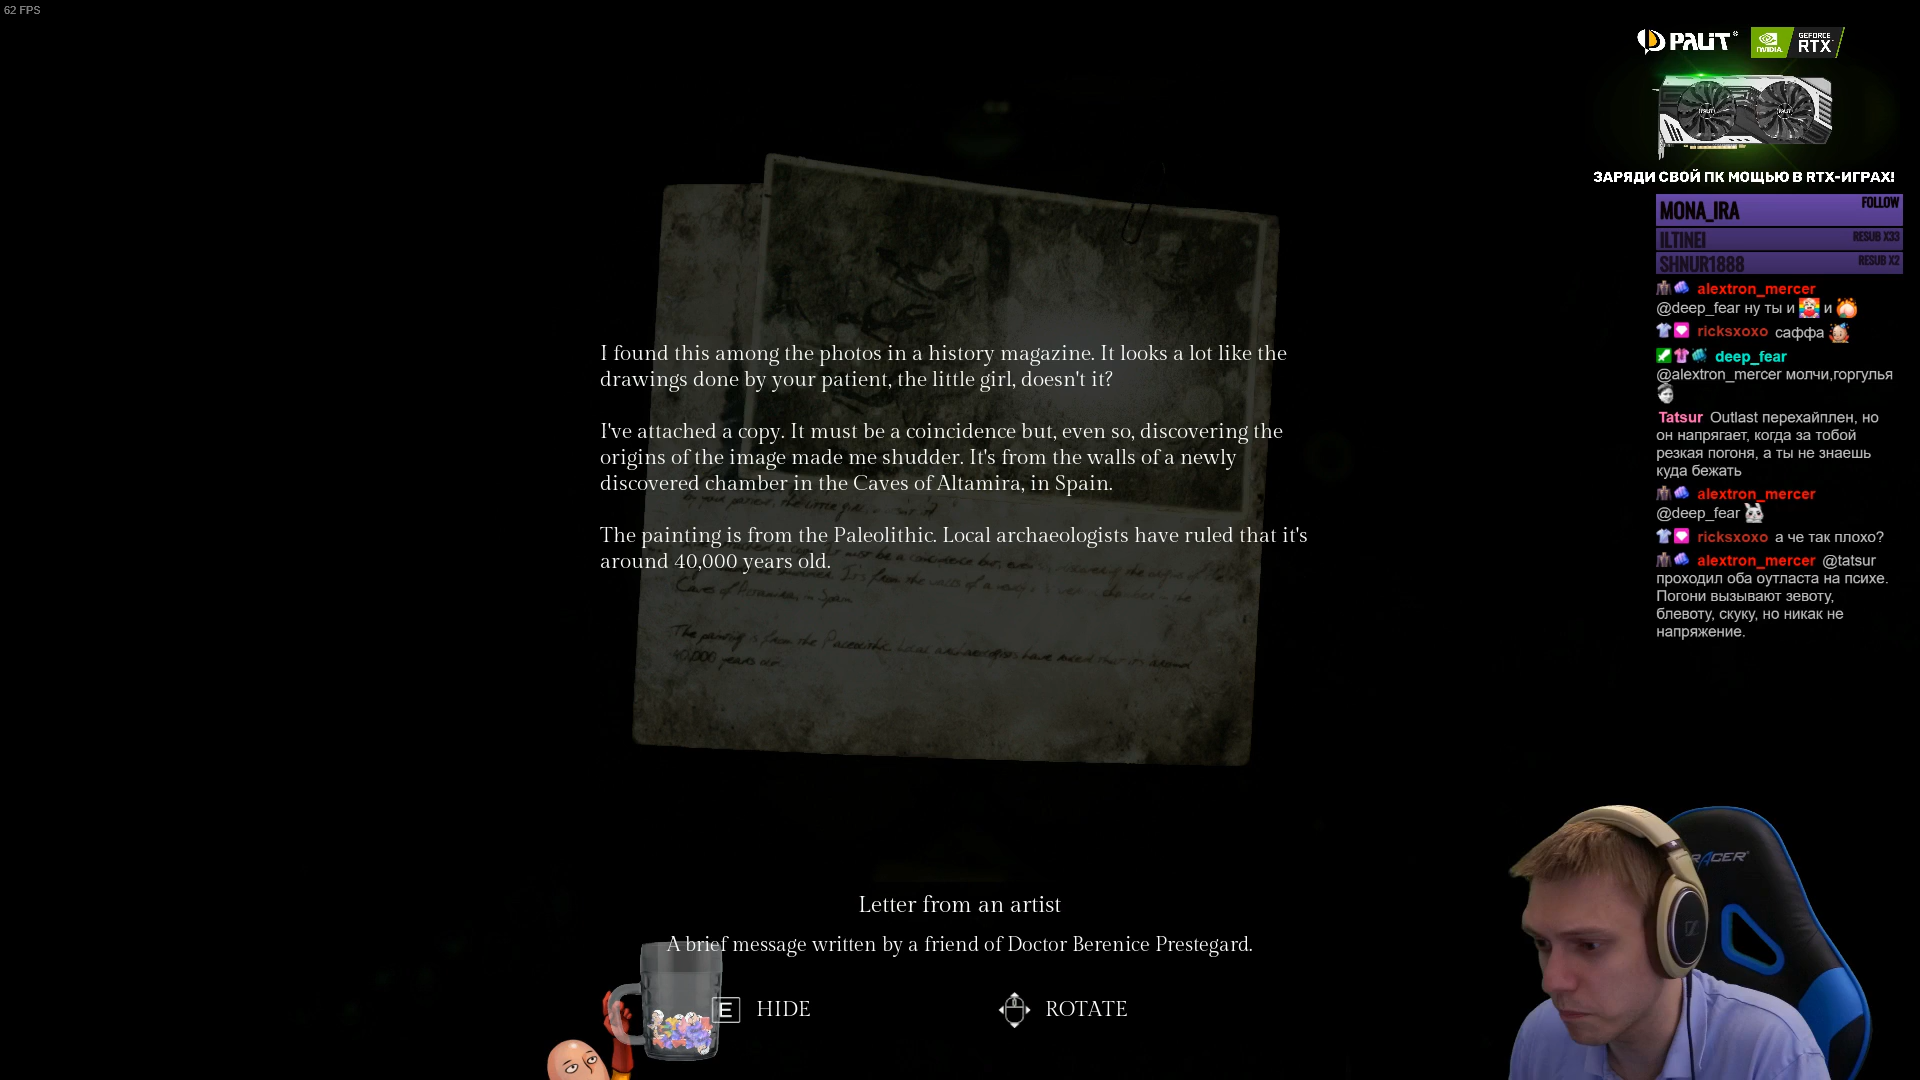 62 FPS
PALIT®
NVIDIA.
GEFORCE
RTX
ЗАРЯДИ СВОЙ ПК МОЩЬЮ В RTX-ИГРАХ!
MONA_IRA FOLLOW
ILTINEI RESUB X33
SHNUR1888 RESUB X2
alextron_mercer
@deep_fear ну ты и и
ricksxoxo саффа
deep_fear
@alextron_mercer молчи,горгулья
Tatsur Outlast перехайплен, но
он напрягает, когда за тобой
резкая погоня, а ты не знаешь
куда бежать
alextron_mercer
@deep_fear
ricksxoxo а че так плохо?
alextron_mercer @tatsur
проходил оба оутласта на психе.
Погони вызывают зевоту,
блевоту, скуку, но никак не
напряжение.
I found this among the photos in a history magazine. It looks a lot like the
drawings done by your patient, the little girl, doesn't it?
I've attached a copy. It must be a coincidence but, even so, discovering the
origins of the image made me shudder. It's from the walls of a newly
discovered chamber in the Caves of Altamira, in Spain.
The painting is from the Paleolithic. Local archaeologists have ruled that it's
around 40,000 years old.
Letter from an artist
A brief message written by a friend of Doctor Berenice Prestegard.
E HIDE
ROTATE